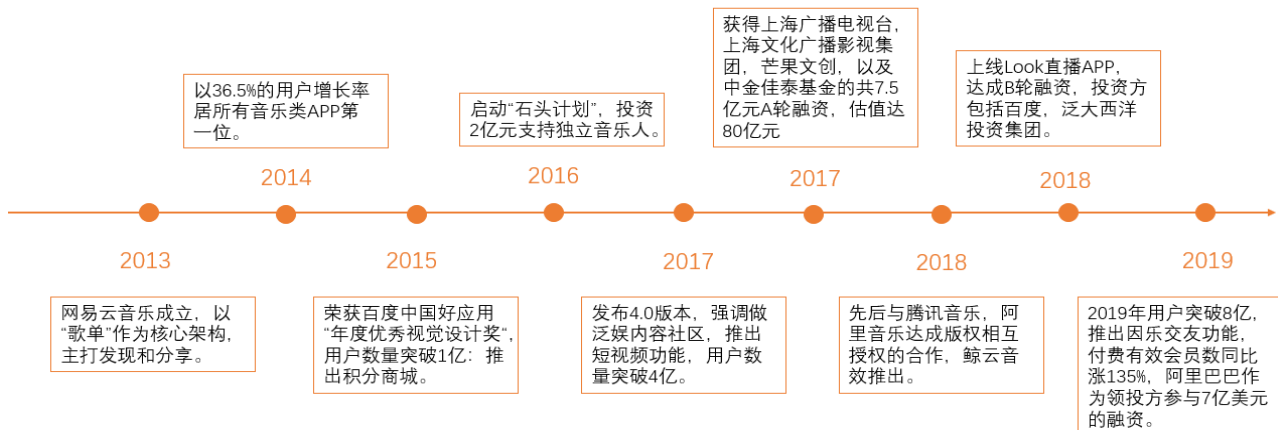 获得上海广播电视台,
上海文化广播影视集
团，芒果文创，以及
中金佳泰基金的共7.5
亿元A轮融资，估值达
80亿元
上线Look直播APP,
达成B轮融资，投资方
包括百度，泛大西洋
投资集团。
以36.5%的用户增长率
居所有音乐类APP第
一位。
启动“石头计划”，投资
2亿元支持独立音乐人。
2014
2016
2017
2018
2013
2015
2017
2018
2019
网易云音乐成立，以
“歌单”作为核心架构,
主打发现和分享。
荣获百度中国好应用
“年度优秀视觉设计奖“,
用户数量突破1亿：推
出积分商城。
发布4.0版本，强调做
泛娱内容社区，推出
短视频功能，用户数
量突破4亿。
先后与腾讯音乐，阿
里音乐达成版权相互
授权的合作，鲸云音
效推出。
2019年用户突破8亿,
推出因乐交友功能,
付费有效会员数同比
涨135%，阿里巴巴作
为领投方参与7亿美元
的融资。